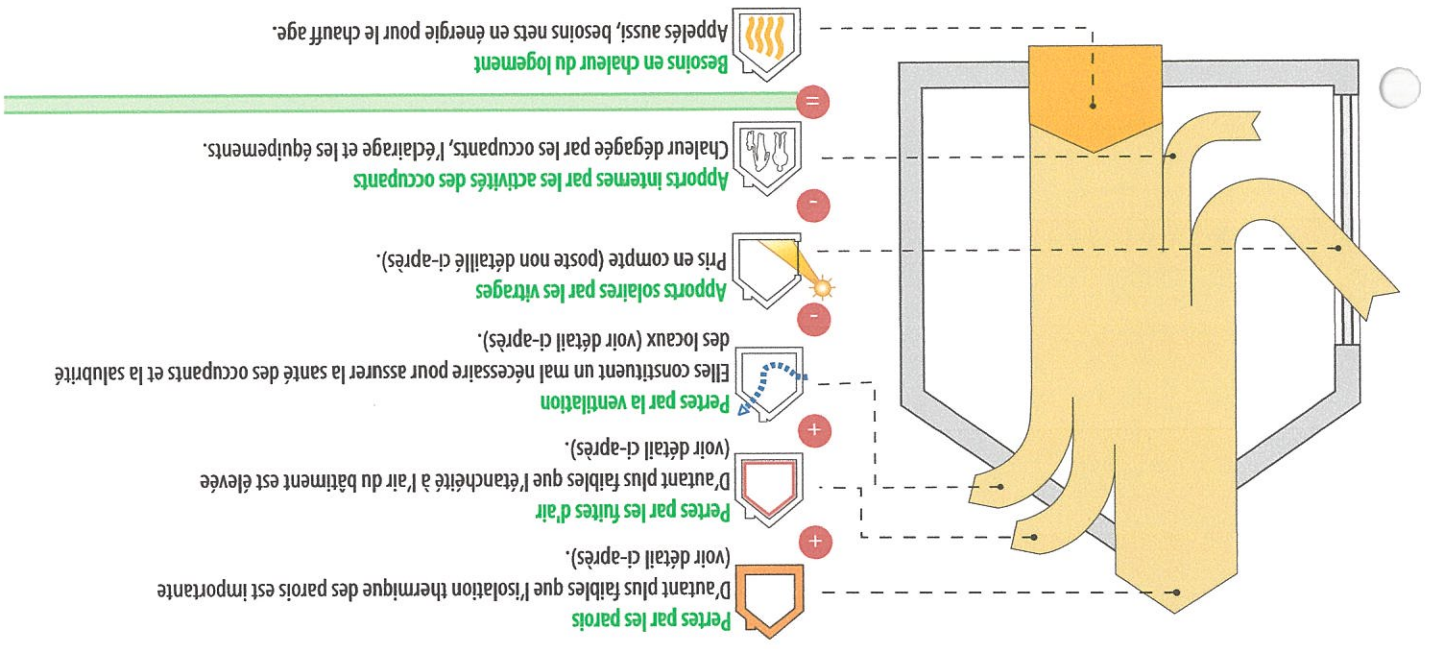 Pertes par les parois
D'autant plus faibles que l'isolation thermique des parois est importante
(voir détail ci-après).
+
Pertes par les fuites d'air
D'autant plus faibles que l'étanchéité à l'air du bâtiment est élevée
(voir détail ci-après).
+
Pertes par la ventilation
Elles constituent un mal nécessaire pour assurer la santé des occupants et la salubrité
des locaux (voir détail ci-après).
-
Apports solaires par les vitrages
Pris en compte (poste non détaillé ci-après).
-
Apports internes par les activités des occupants
Chaleur dégagée par les occupants, l'éclairage et les équipements.
=
Besoins en chaleur du logement
Appelés aussi, besoins nets en énergie pour le chauffage.